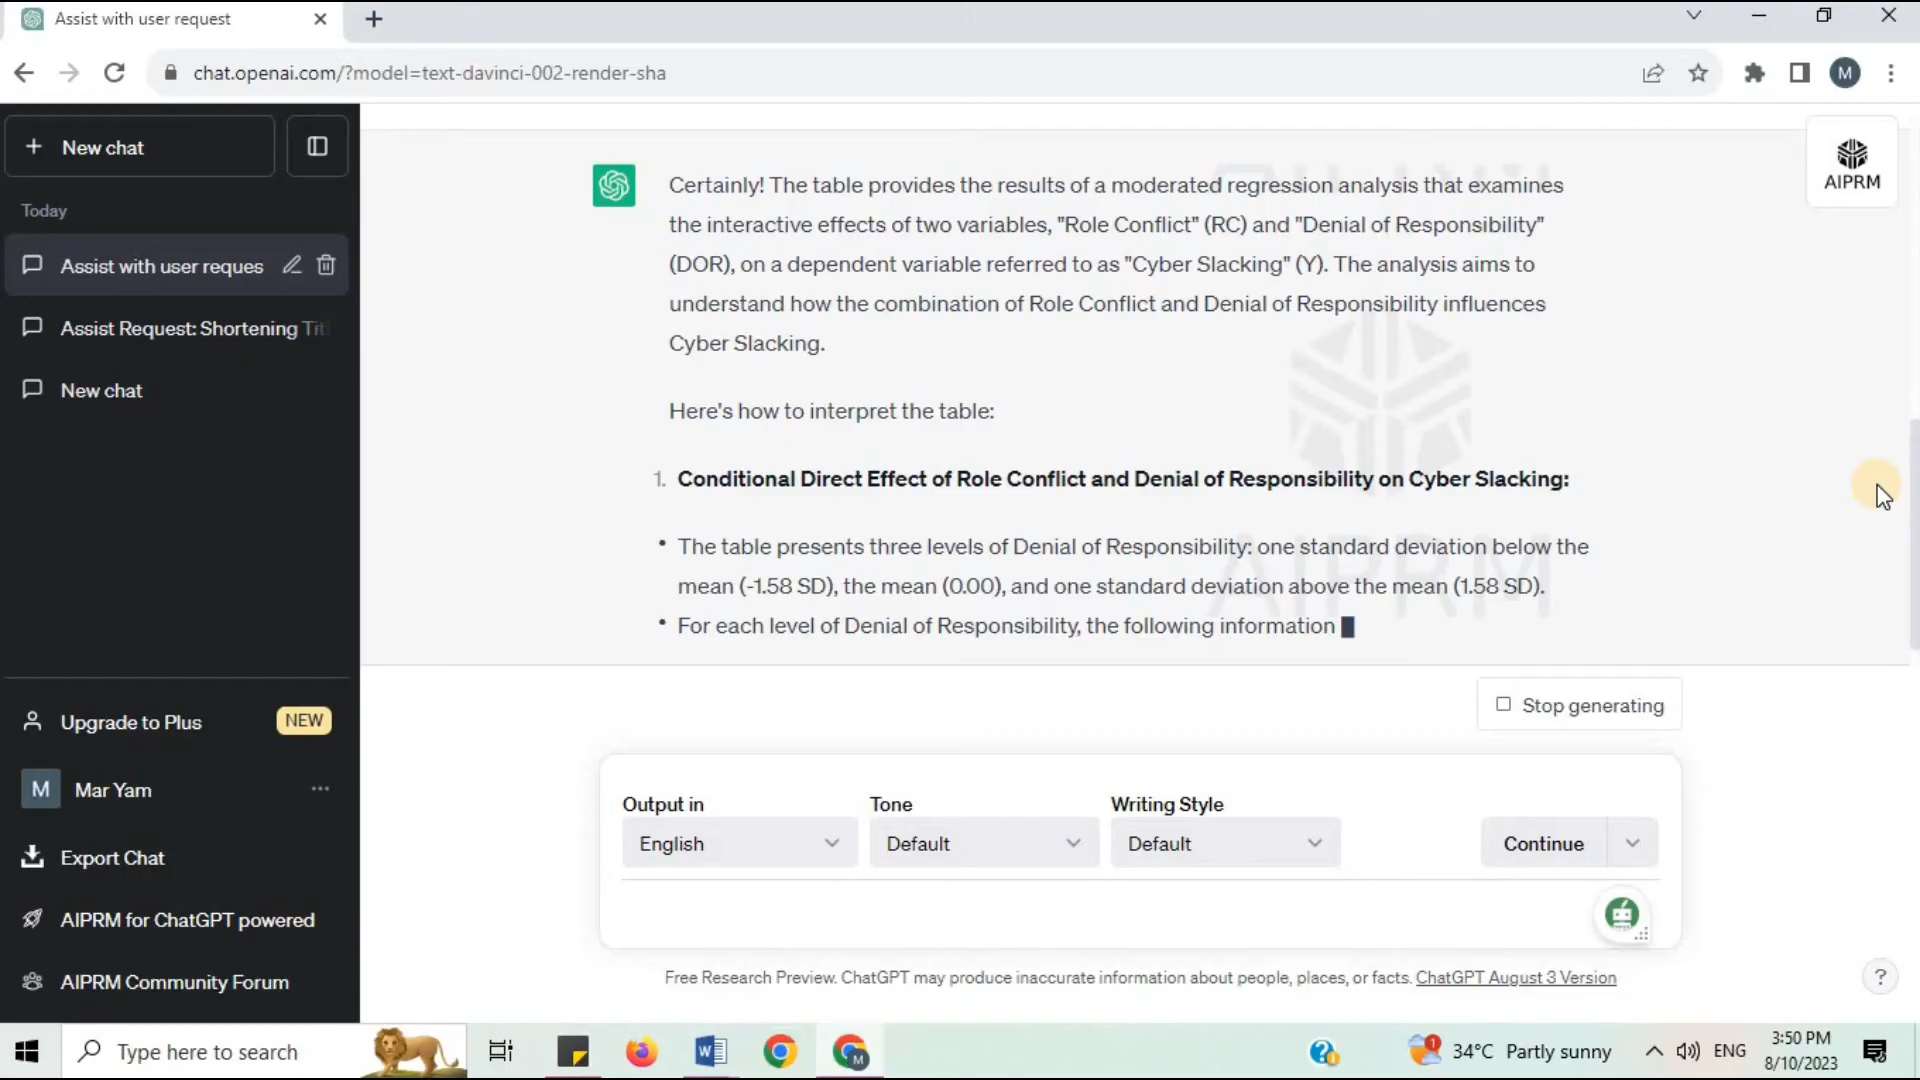 Assist with user request
chat.openai.com/?model=text-davinci-002-render-sha
M
New chat
Today
Assist with user reques
Assist Request: Shortening Tit
New chat
Upgrade to Plus
NEW
M
Mar Yam
Export Chat
AIPRM for ChatGPT powered
AIPRM Community Forum
AIPRM
Certainly! The table provides the results of a moderated regression analysis that examines
the interactive effects of two variables, "Role Conflict" (RC) and "Denial of Responsibility"
(DOR), on a dependent variable referred to as "Cyber Slacking" (Y). The analysis aims to
understand how the combination of Role Conflict and Denial of Responsibility influences
Cyber Slacking.
Here's how to interpret the table:
1. Conditional Direct Effect of Role Conflict and Denial of Responsibility on Cyber Slacking:
• The table presents three levels of Denial of Responsibility: one standard deviation below the
mean (-1.58 SD), the mean (0.00), and one standard deviation above the mean (1.58 SD).
• For each level of Denial of Responsibility, the following information
AIPRM
Stop generating
Output in
Tone
Writing Style
English
Default
Default
Continue
Free Research Preview. ChatGPT may produce inaccurate information about people, places, or facts. ChatGPT August 3 Version
?
Type here to search
M
?
1
34°C Partly sunny
ENG
3:50 PM
8/10/2023